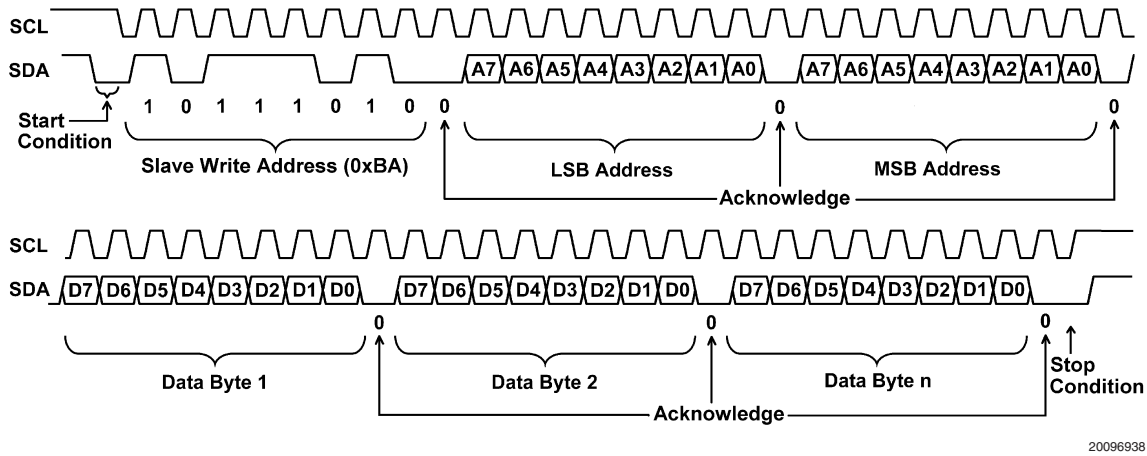 SCL
SDA A7 A6 A5 A4 A3 A2 A1 A0 A7 A6 A5 A4 A3 A2 A1 A0
1 0 1 1 1 0 1 0 0 0 0
Start
Condition
Slave Write Address (0xBA) LSB Address MSB Address
Acknowledge
SCL
SDA D7 D6 D5 D4 D3 D2 D1 D0 D7 D6 D5 D4 D3 D2 D1 D0 D7 D6 D5 D4 D3 D2 D1 D0
0 0 0
Data Byte 1 Data Byte 2 Data Byte n
Stop
Condition
Acknowledge
20096938